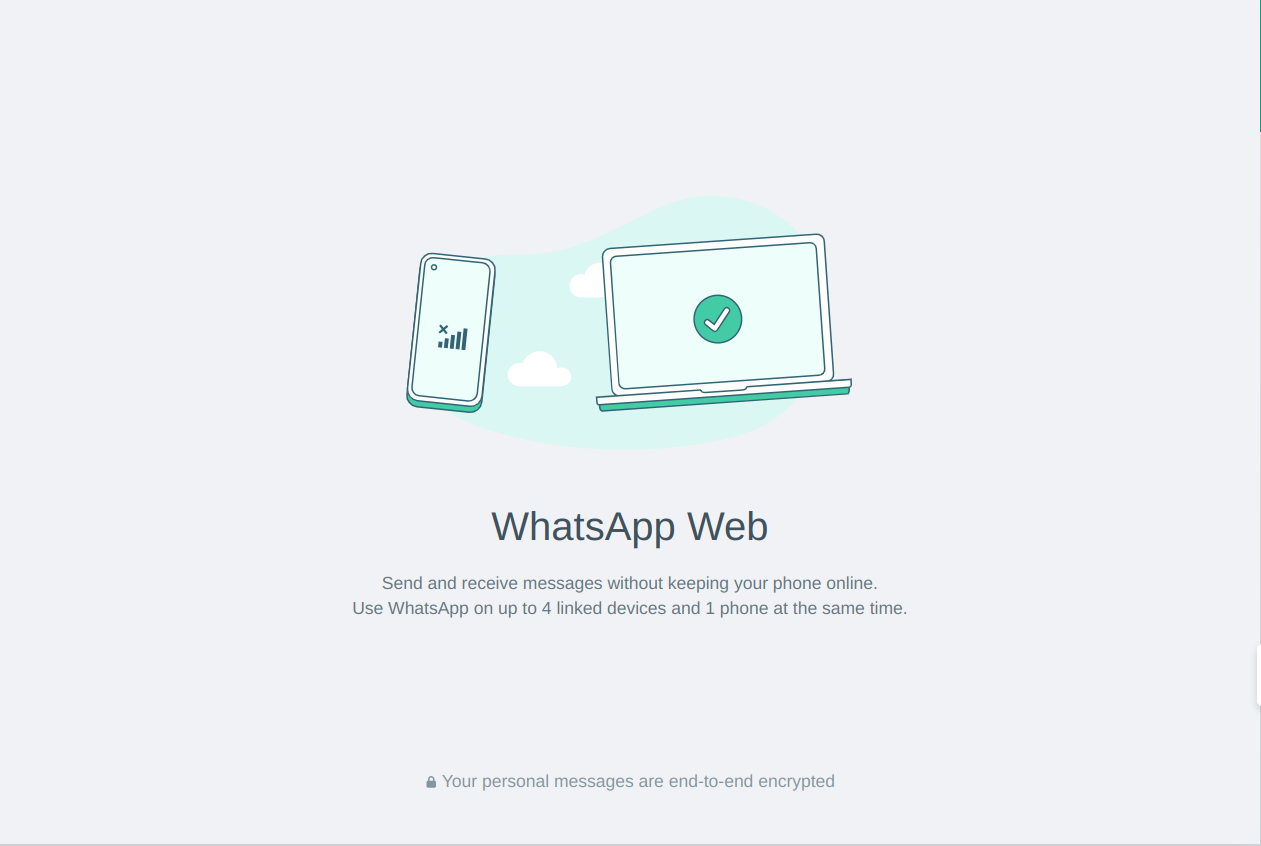 WhatsApp Web
Send and receive messages without keeping your phone online.
Use WhatsApp on up to 4 linked devices and 1 phone at the same time.
Your personal messages are end-to-end encrypted